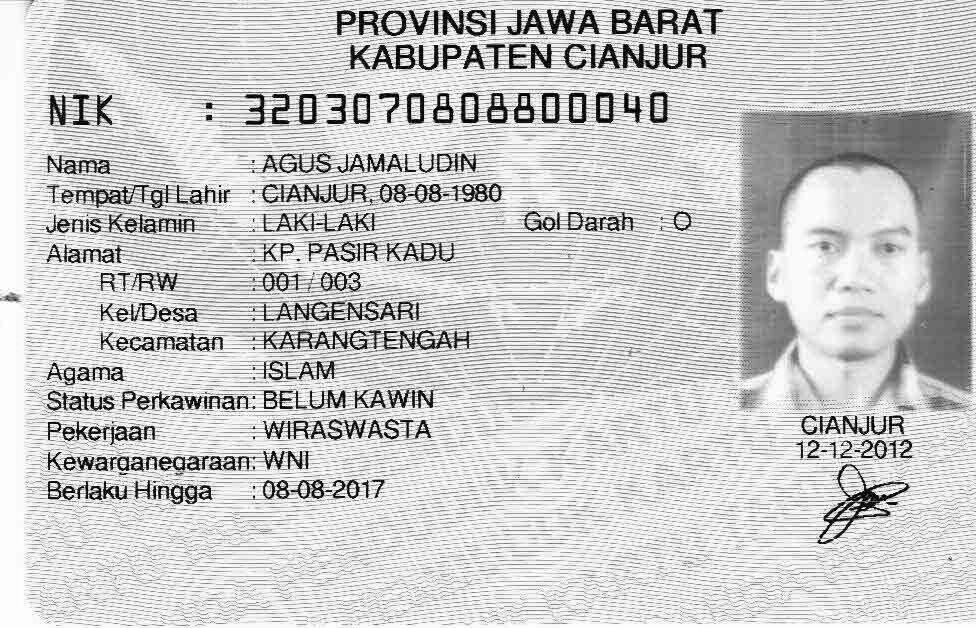 PROVINSI JAWA BARAT
KABUPATEN CIANJUR
NIK : 3203070808800040
Nama : AGUS JAMALUDIN
Tempat/Tgl Lahir : CIANJUR, 08-08-1980
Jenis Kelamin : LAKI-LAKI Gol Darah : O
Alamat : KP. PASIR KADU
RT/RW : 001 / 003
Kel/Desa : LANGENSARI
Kecamatan : KARANGTENGAH
Agama : ISLAM
Status Perkawinan: BELUM KAWIN
Pekerjaan : WIRASWASTA
Kewarganegaraan: WNI
Berlaku Hingga : 08-08-2017
CIANJUR
12-12-2012